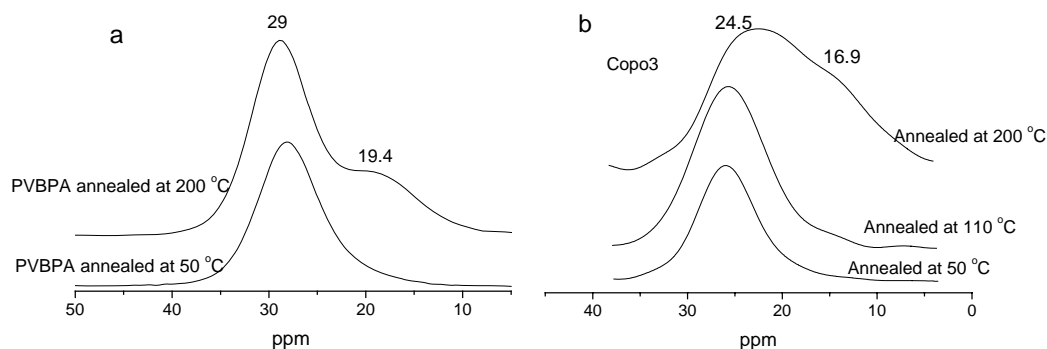 a
29
19.4
PVBPA annealed at 200 °C
PVBPA annealed at 50 °C
50 40 30 20 10
ppm
b
24.5
16.9
Copo3
Annealed at 200 °C
Annealed at 110 °C
Annealed at 50 °C
40 30 20 10 0
ppm